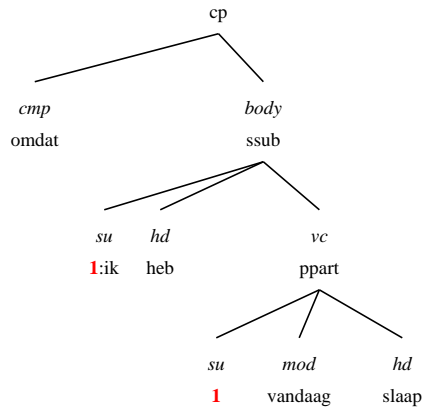 cp
cmp body
omdat ssub
su hd vc
1:ik heb ppart
su mod hd
1 vandaag slaap